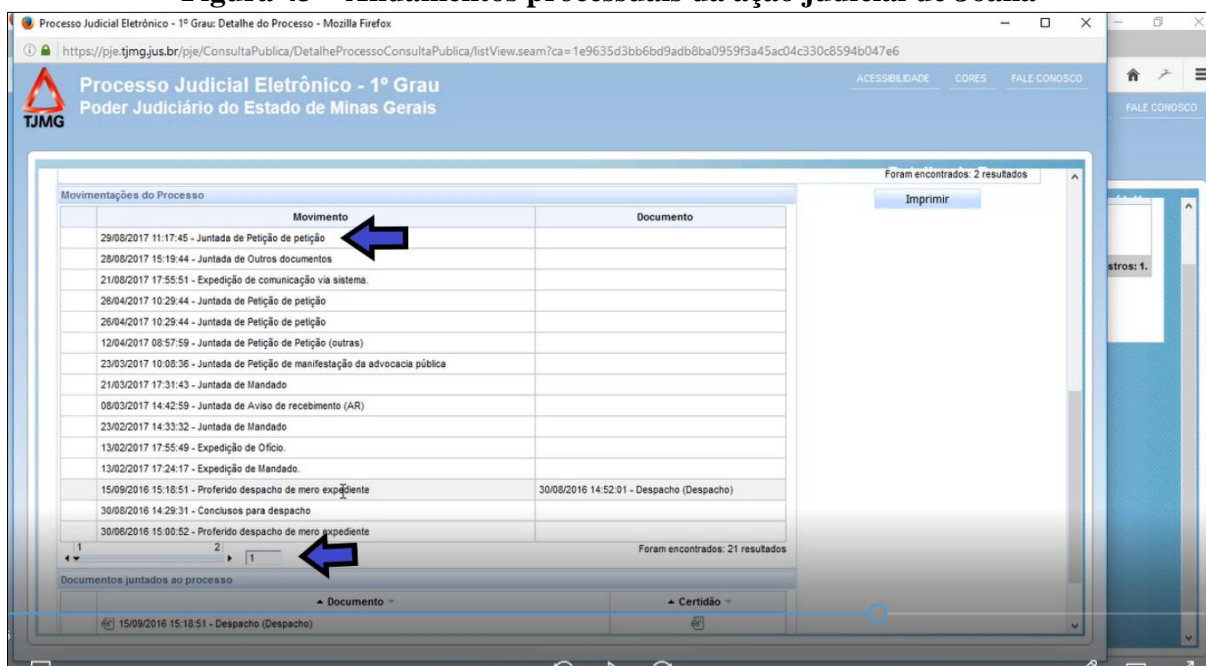 Processo Judicial Eletrônico - 1º Grau: Detalhe do Processo - Mozilla Firefox
https://pje.tjmg.jus.br/pje/ConsultaPublica/DetalheProcessoConsultaPublica/listView.seam?ca=1e9635d3bb6bd9adb8ba0959f3a45ac04c330c8594b047e6
Processo Judicial Eletrônico - 1º Grau
ACESSIBILIDADE CORES FALE CONOSCO
Poder Judiciário do Estado de Minas Gerais
TJMG
FALE CONOSCO
Foram encontrados: 2 resultados
Movimentações do Processo
Imprimir
Movimento Documento
29/08/2017 11:17:45 - Juntada de Petição de petição
28/08/2017 15:19:44 - Juntada de Outros documentos
stros: 1.
21/08/2017 17:55:51 - Expedição de comunicação via sistema.
26/04/2017 10:29:44 - Juntada de Petição de petição
26/04/2017 10:29:44 - Juntada de Petição de petição
12/04/2017 08:57:59 - Juntada de Petição de Petição (outras)
23/03/2017 10:08:36 - Juntada de Petição de manifestação da advocacia pública
21/03/2017 17:31:43 - Juntada de Mandado
08/03/2017 14:42:59 - Juntada de Aviso de recebimento (AR)
23/02/2017 14:33:32 - Juntada de Mandado
13/02/2017 17:55:49 - Expedição de Ofício.
13/02/2017 17:24:17 - Expedição de Mandado.
15/09/2016 15:18:51 - Proferido despacho de mero expediente 30/08/2016 14:52:01 - Despacho (Despacho)
30/08/2016 14:29:31 - Conclusos para despacho
30/06/2016 15:00:52 - Proferido despacho de mero expediente
1 2 1 Foram encontrados: 21 resultados
Documentos juntados ao processo
Documento Certidão
15/09/2016 15:18:51 - Despacho (Despacho)